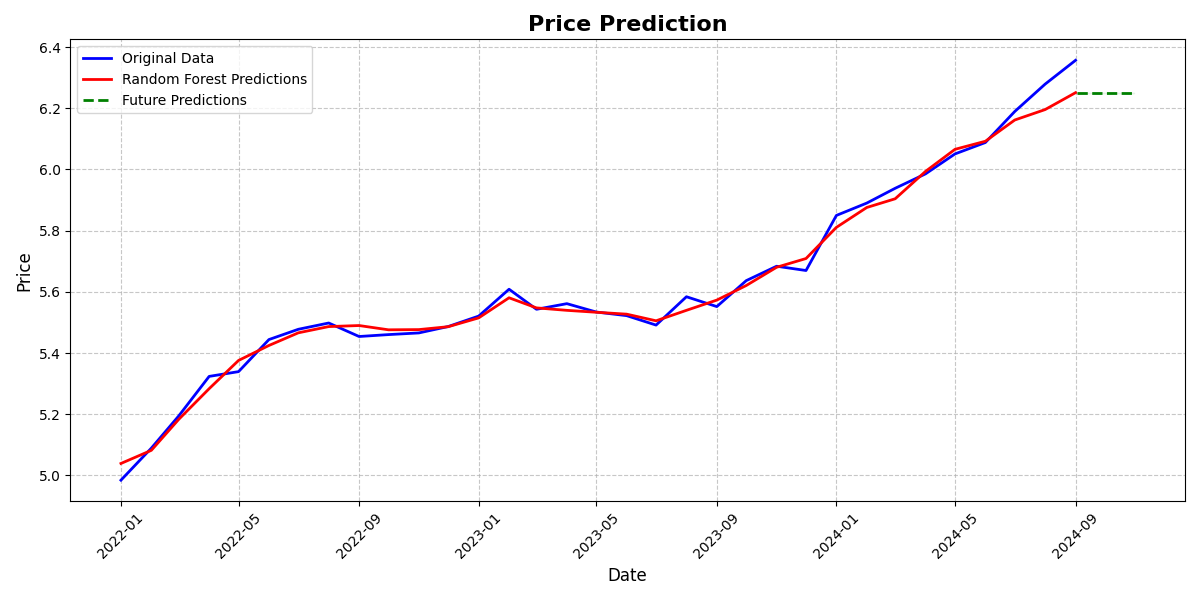 Price Prediction
Original Data
Random Forest Predictions
Future Predictions
Price
6.4
6.2
6.0
5.8
5.6
5.4
5.2
5.0
2022-01
2022-05
2022-09
2023-01
2023-05
2023-09
2024-01
2024-05
2024-09
Date